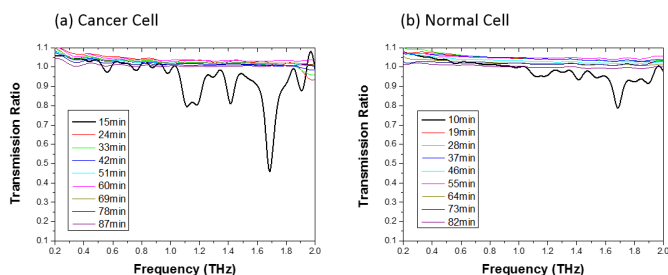 (a) Cancer Cell
1.1
1.0
0.9
0.8
0.7
0.6
0.5
0.4
0.3
0.2
0.1
Transmission Ratio
15min
24min
33min
42min
51min
60min
69min
78min
87min
0.2 0.4 0.6 0.8 1.0 1.2 1.4 1.6 1.8 2.0
Frequency (THz)
(b) Normal Cell
1.1
1.0
0.9
0.8
0.7
0.6
0.5
0.4
0.3
0.2
0.1
Transmission Ratio
10min
19min
28min
37min
46min
55min
64min
73min
82min
0.2 0.4 0.6 0.8 1.0 1.2 1.4 1.6 1.8 2.0
Frequency (THz)